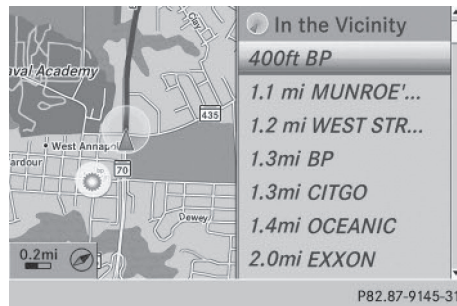 In the Vicinity
400ft BP
1.1 mi MUNROE'...
1.2 mi WEST STR...
1.3mi BP
1.3mi CITGO
1.4mi OCEANIC
2.0mi EXXON
aval Academy
Clay
435
West Annapol
ardour
70
Dewey
0.2mi
P82.87-9145-31